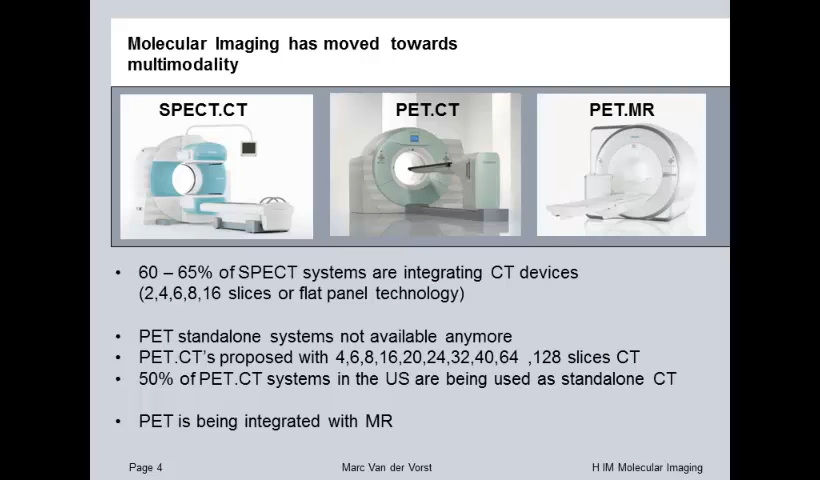 Molecular Imaging has moved towards
multimodality
SPECT.CT
PET.CT
PET.MR
• 60 – 65% of SPECT systems are integrating CT devices
(2,4,6,8,16 slices or flat panel technology)
• PET standalone systems not available anymore
• PET.CT’s proposed with 4,6,8,16,20,24,32,40,64 ,128 slices CT
• 50% of PET.CT systems in the US are being used as standalone CT
• PET is being integrated with MR
Page 4
Marc Van der Vorst
H IM Molecular Imaging